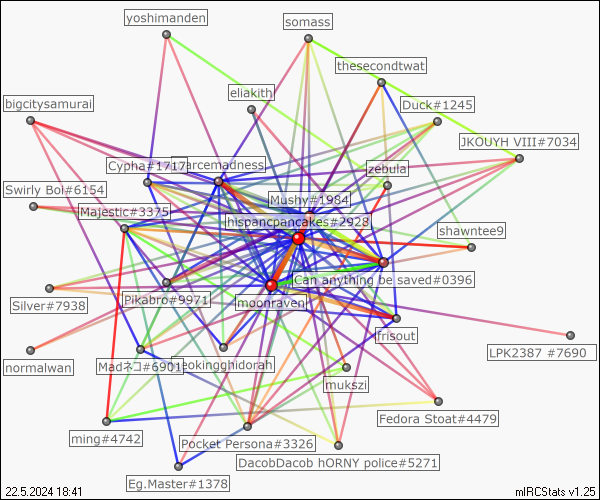 yoshimanden
somass
thesecondtwat
eliakith
bigcitysamurai
Duck#1245
JKOUYH VIII#7034
Cypha#1717
arcemadness
zebula
Swirly Boi#6154
Mushy#1984
Majestic#3375
hispancpancakes#2928
shawntee9
Can anything be saved#0396
Silver#7938
Pikabro#9971
moonraven
frisout
LPK2387 #7690
normalwan
Madネコ#6901
eokingghidorah
mukszi
Fedora Stoat#4479
ming#4742
Pocket Persona#3326
DacobDacob hORNY police#5271
Eg.Master#1378
22.5.2024 18:41
mIRCStats v1.25